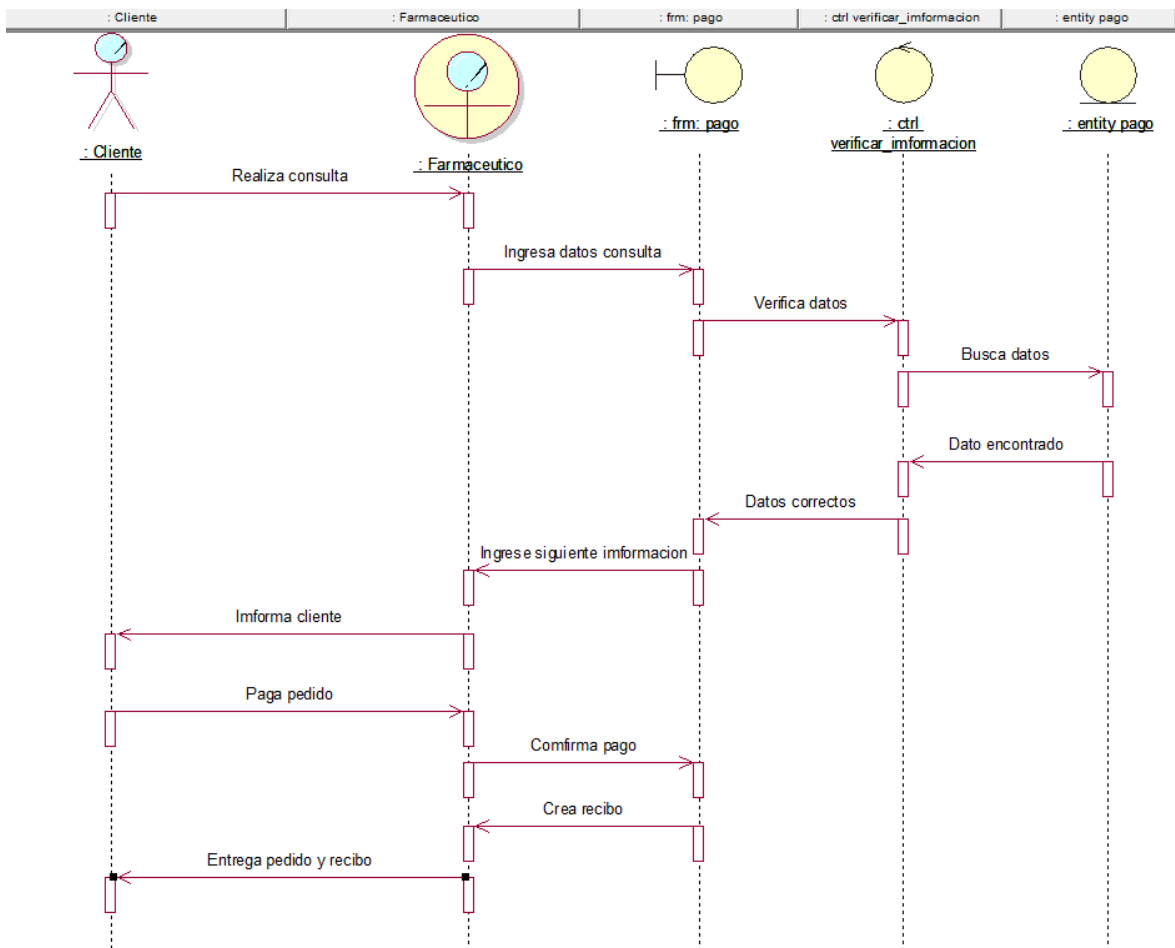 : Cliente
: Farmaceutico
: frm: pago
: ctrl verificar_imformacion
: entity pago
: Cliente
: Farmaceutico
: frm: pago
: ctrl
verificar_imformacion
: entity pago
Realiza consulta
Ingresa datos consulta
Verifica datos
Busca datos
Dato encontrado
Datos correctos
Ingrese siguiente imformacion
Imforma cliente
Paga pedido
Comfirma pago
Crea recibo
Entrega pedido y recibo